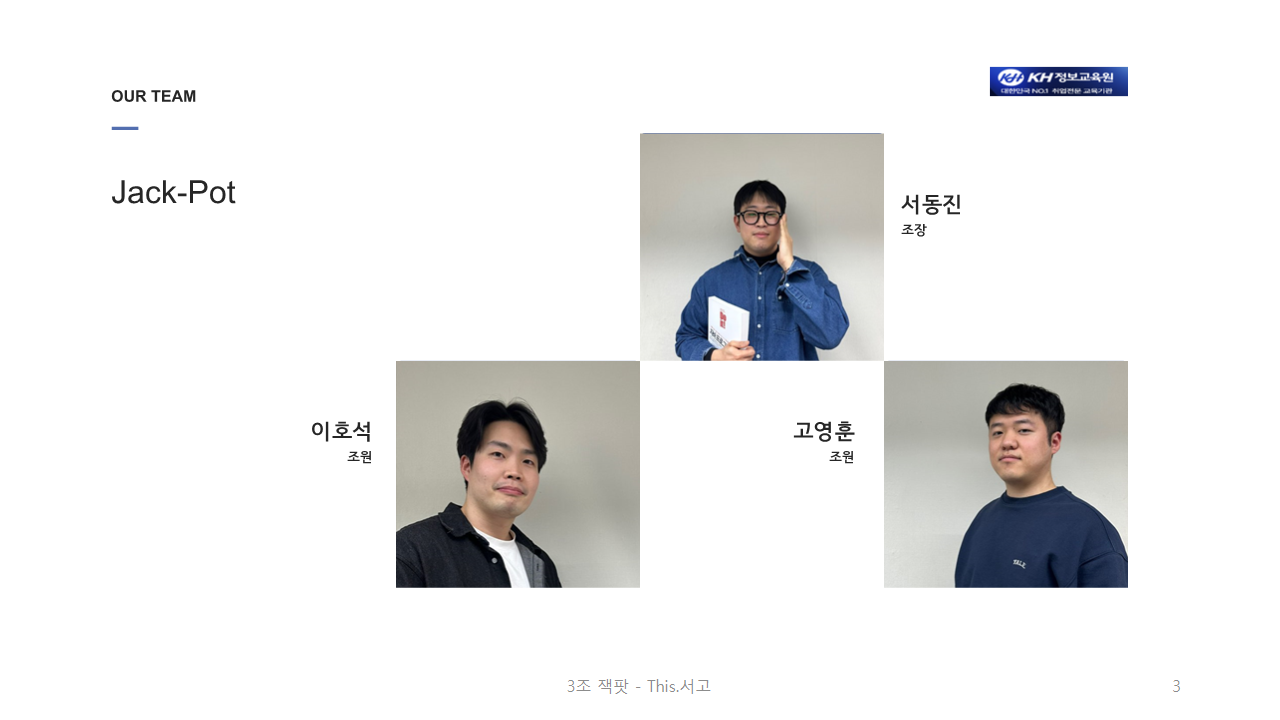 OUR TEAM
KH 정보교육원
대한민국 NO.1 취업전문 교육기관
Jack-Pot
서동진
조장
이호석
조원
고영훈
조원
3조 잭팟 - This.서고
3